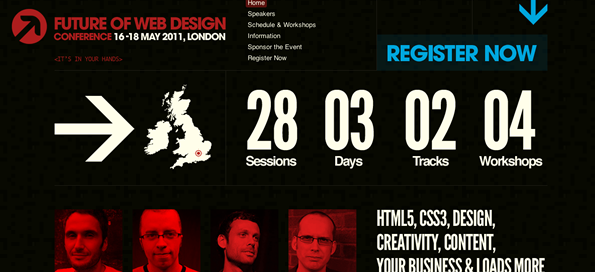 FUTURE OF WEB DESIGN
CONFERENCE 16-18 MAY 2011, LONDON
<IT'S IN YOUR HANDS>
Home
Speakers
Schedule & Workshops
Information
Sponsor the Event
Register Now
REGISTER NOW
28 03 02 04
Sessions Days Tracks Workshops
HTML5, CSS3, DESIGN,
CREATIVITY, CONTENT,
YOUR BUSINESS & LOADS MORE